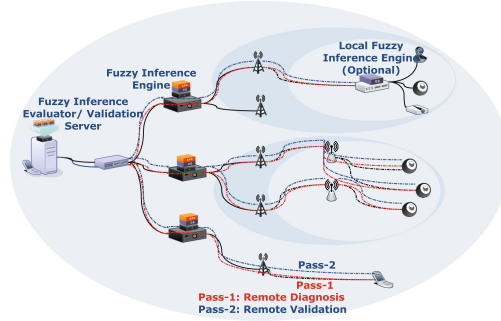 Fuzzy Inference
Engine
Local Fuzzy
Inference Engine
(Optional)
Fuzzy Inference
Evaluator/ Validation
Server
Pass-2
Pass-1
Pass-1: Remote Diagnosis
Pass-2: Remote Validation